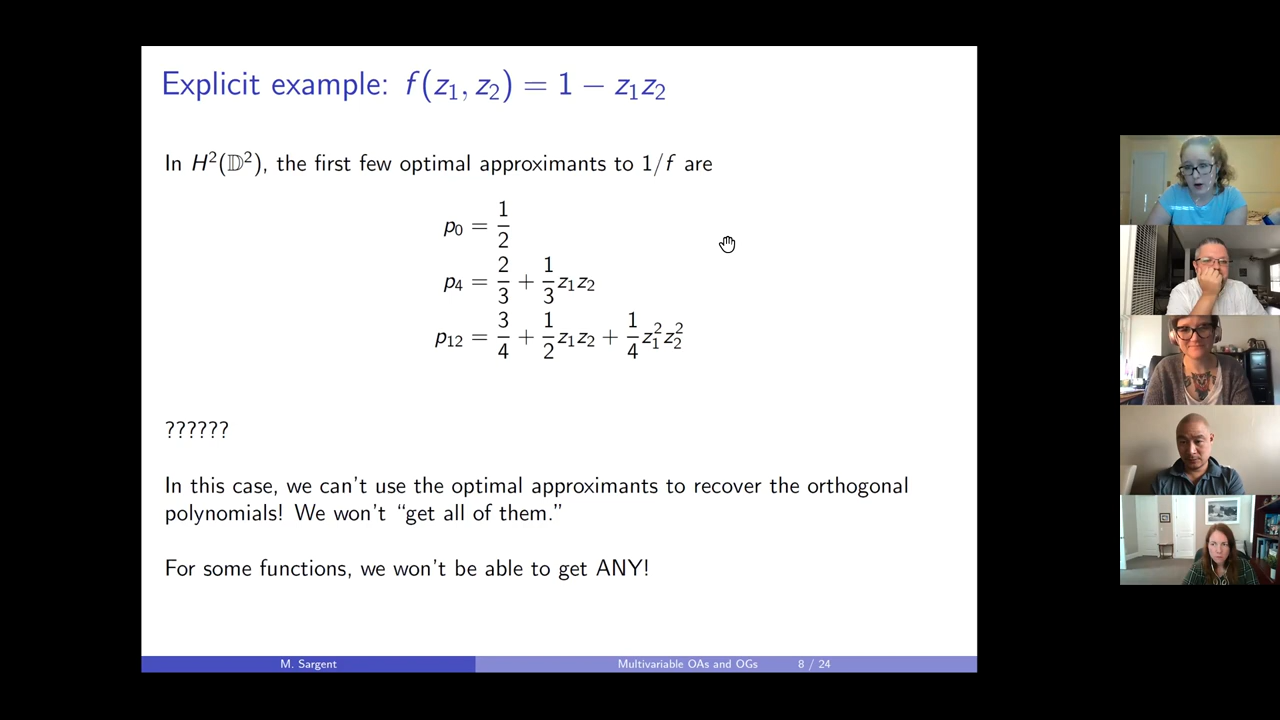 Explicit example: f(z₁, z₂) = 1 − z₁z₂
In H²(𝔻²), the first few optimal approximants to 1/f are
p₀ = 1/2
p₄ = 2/3 + 1/3 z₁z₂
p₁₂ = 3/4 + 1/2 z₁z₂ + 1/4 z₁²z₂²
??????
In this case, we can't use the optimal approximants to recover the orthogonal
polynomials! We won't “get all of them.”
For some functions, we won't be able to get ANY!
M. Sargent Multivariable OAs and OGs 8 / 24